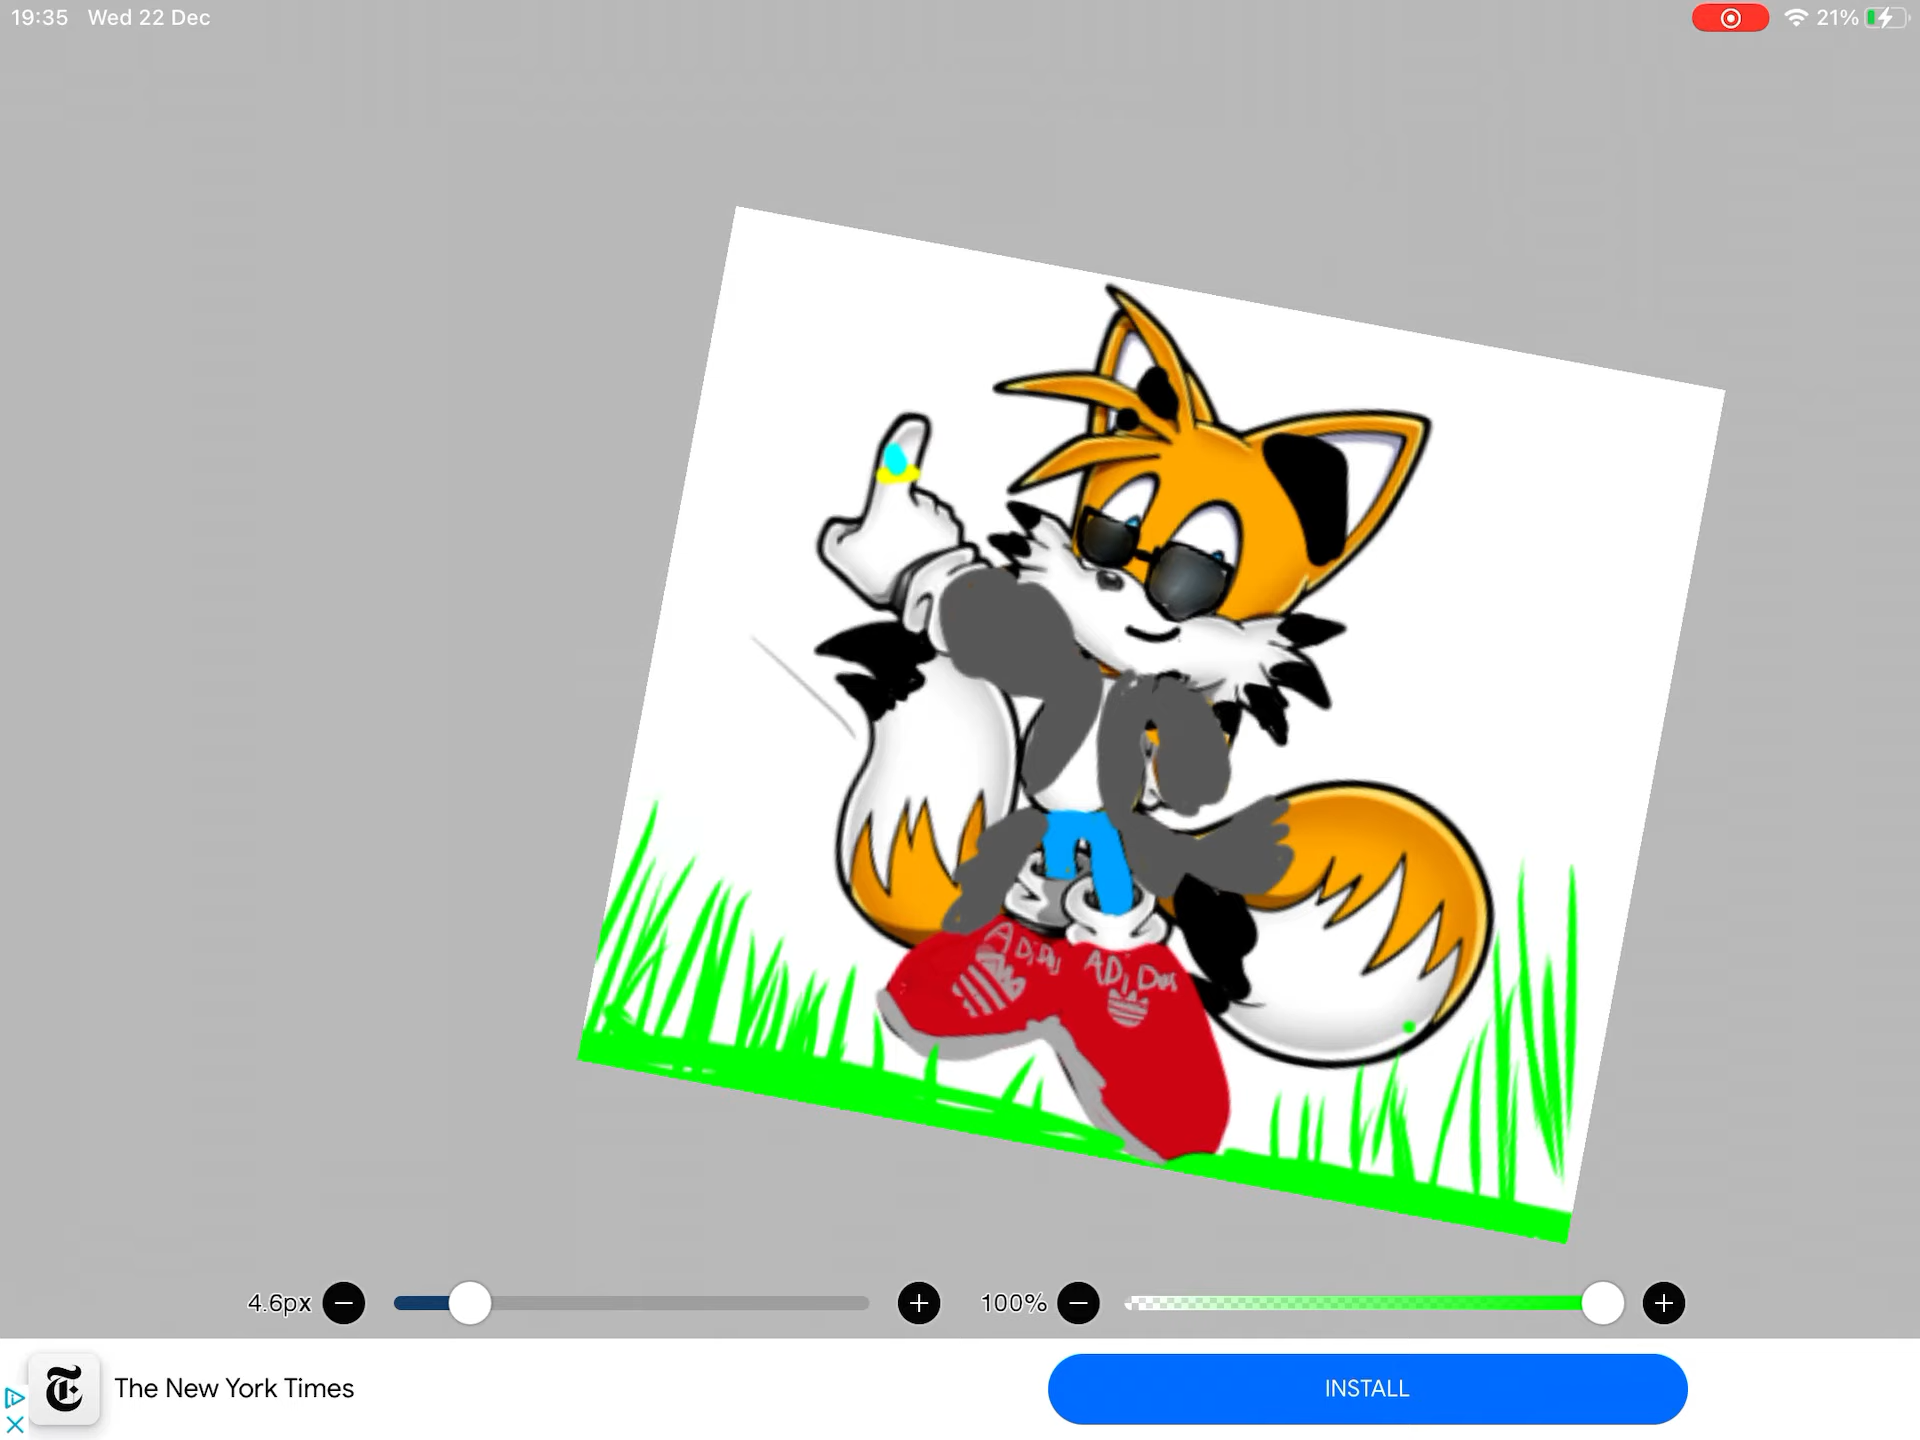 19:35 Wed 22 Dec
21%
ADiDas
ADiDas
4.6px
100%
The New York Times
INSTALL